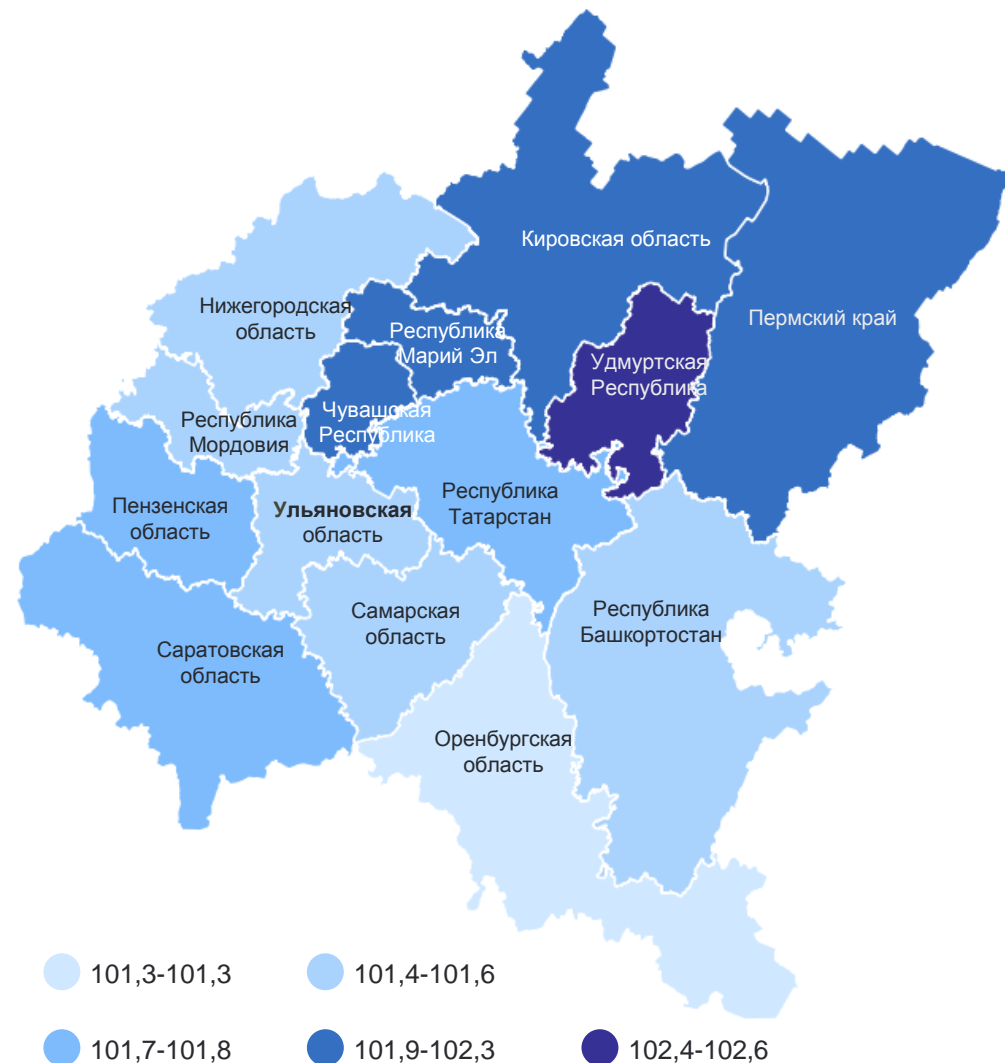 Кировская область
Пермский край
Нижегородская
область
Республика
Марий Эл
Удмуртская
Республика
Чувашская
Республика
Республика
Мордовия
Пензенская
область
Ульяновская
область
Республика
Татарстан
Самарская
область
Республика
Башкортостан
Саратовская
область
Оренбургская
область
101,3-101,3
101,4-101,6
101,7-101,8
101,9-102,3
102,4-102,6